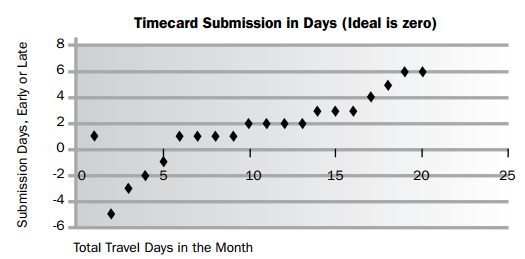 Timecard Submission in Days (Ideal is zero)
Submission Days, Early or Late
8
6
4
2
0
-2
-4
-6
0 5 10 15 20 25
Total Travel Days in the Month